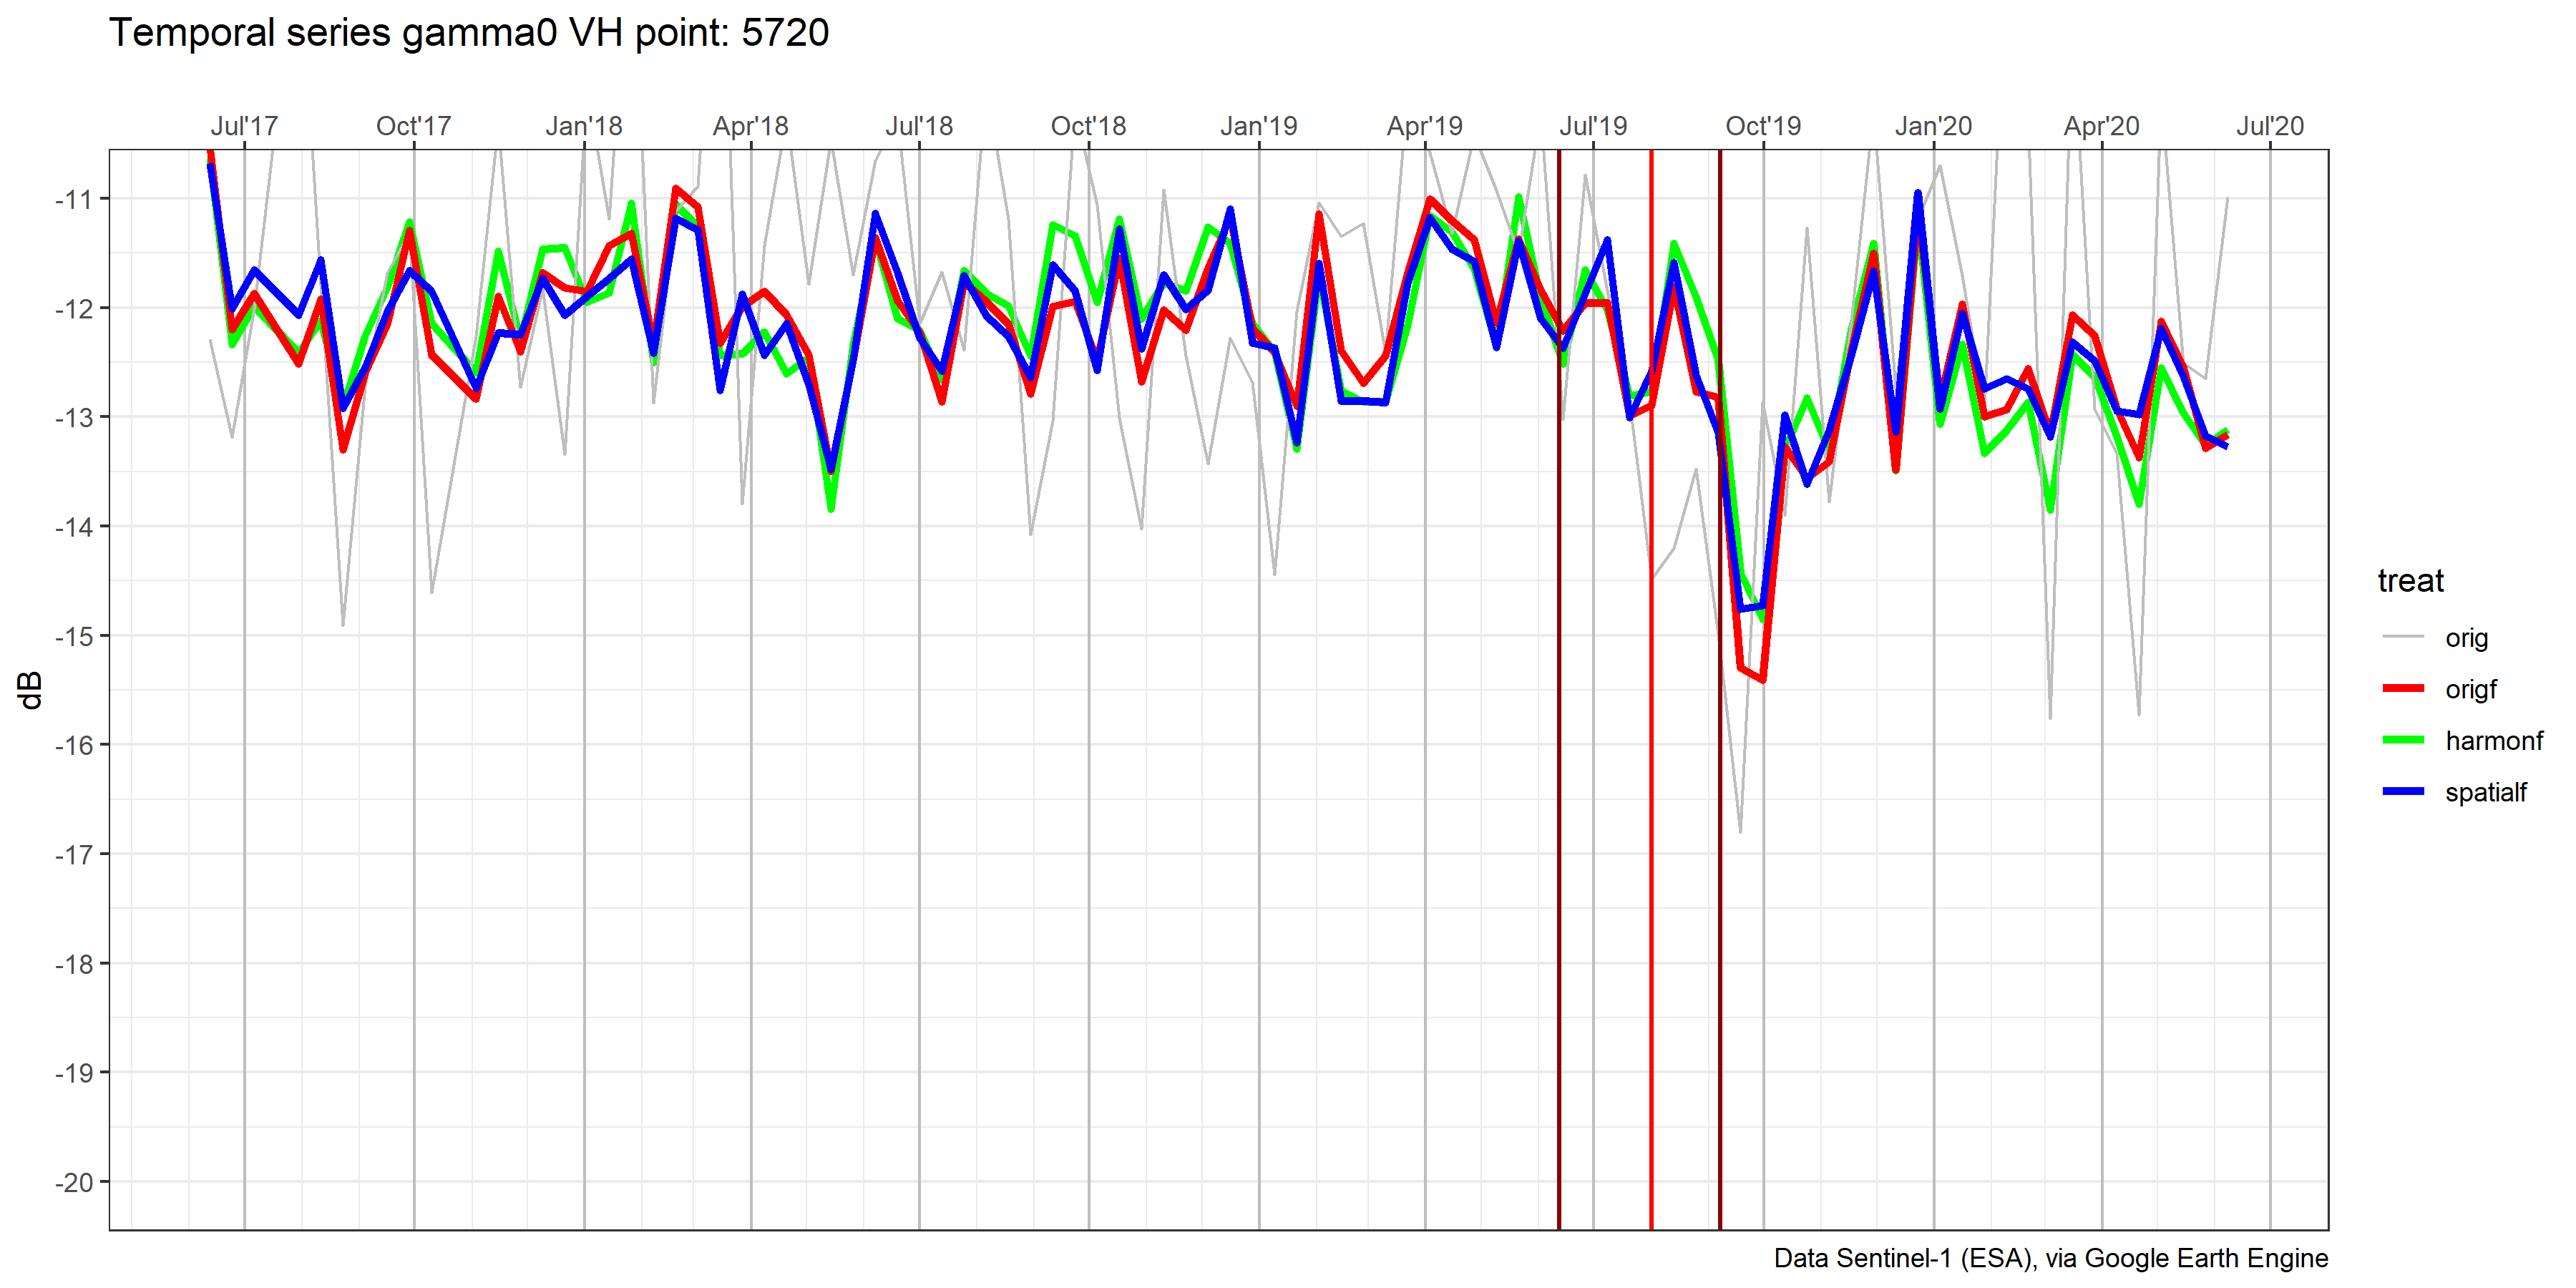 Temporal series gamma0 VH point: 5720
Jul'17 Oct'17 Jan'18 Apr'18 Jul'18 Oct'18 Jan'19 Apr'19 Jul'19 Oct'19 Jan'20 Apr'20 Jul'20
-11
-12
-13
-14
-15
-16
-17
-18
-19
-20
dB
treat
orig
origf
harmonf
spatialf
Data Sentinel-1 (ESA), via Google Earth Engine